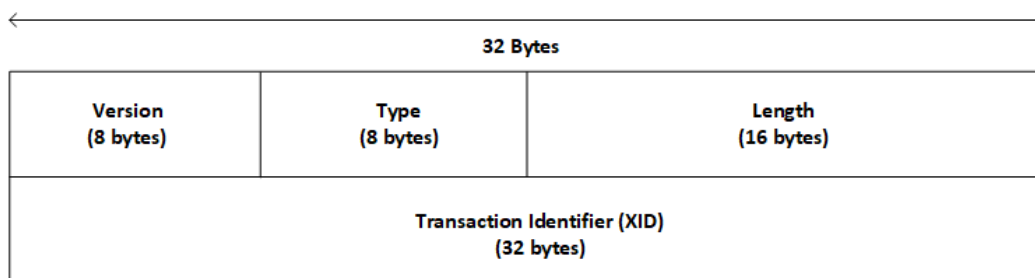 32 Bytes
Version
(8 bytes)
Type
(8 bytes)
Length
(16 bytes)
Transaction Identifier (XID)
(32 bytes)